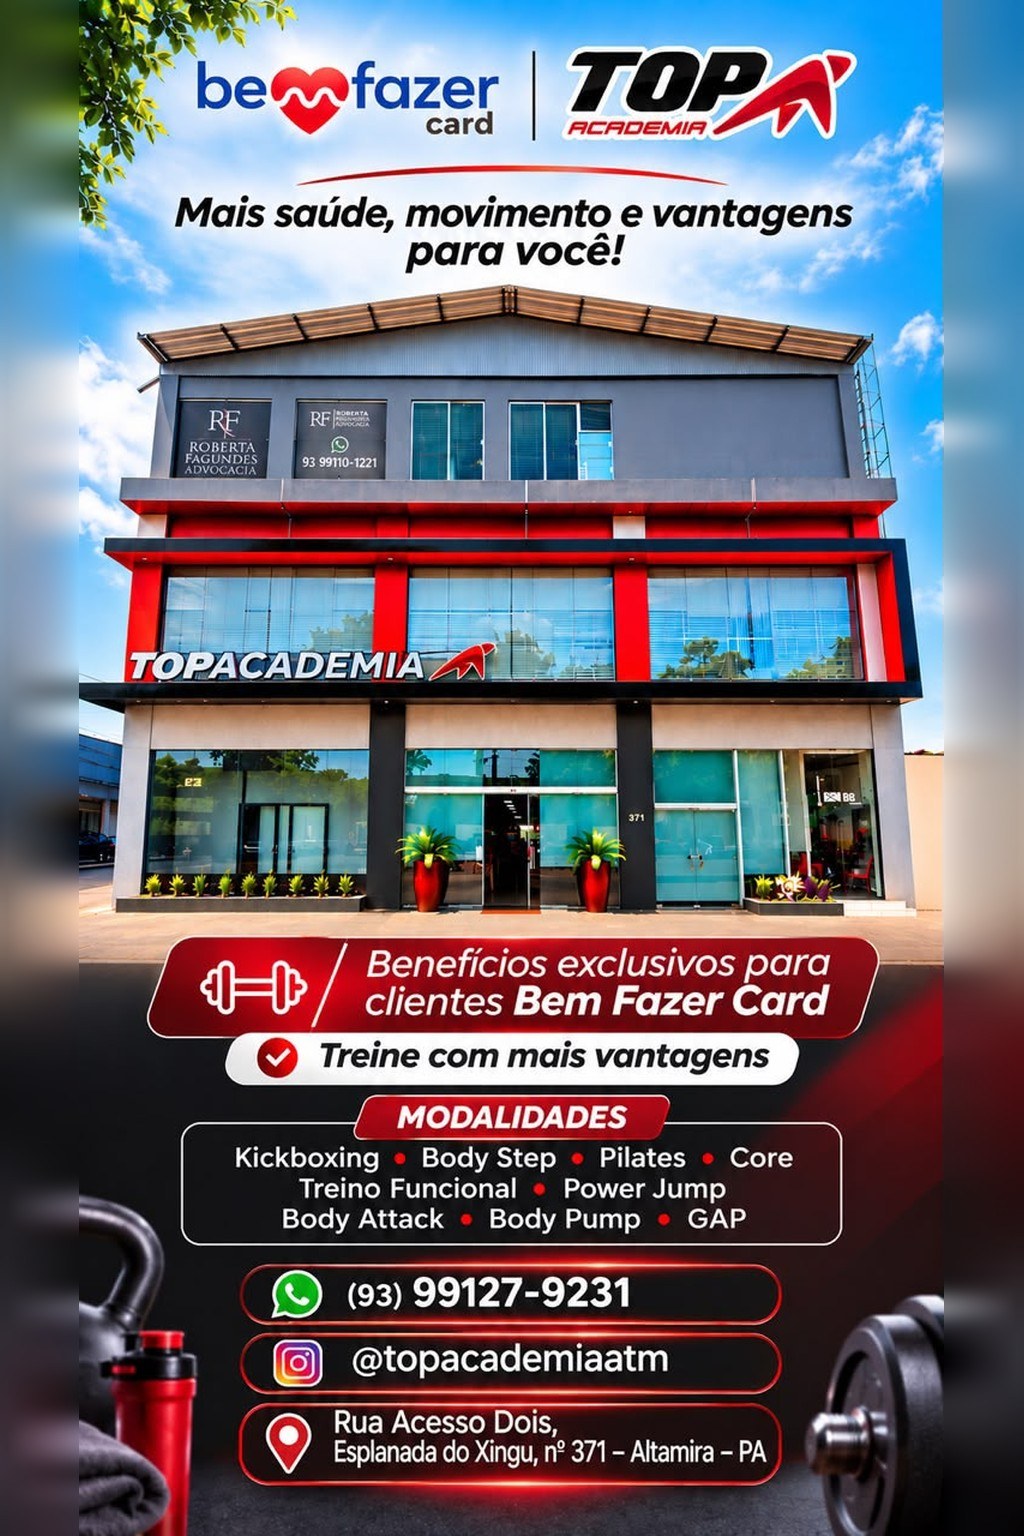 bemfazer
card
TOP
ACADEMIA
Mais saúde, movimento e vantagens
para você!
RF
ROBERTA
FAGUNDES
ADVOCACIA
RF
ROBERTA
FAGUNDES
ADVOCACIA
93 99110-1221
TOPACADEMIA
371
Benefícios exclusivos para
clientes Bem Fazer Card
Treine com mais vantagens
MODALIDADES
Kickboxing • Body Step • Pilates • Core
Treino Funcional • Power Jump
Body Attack • Body Pump • GAP
(93) 99127-9231
@topacademiaatm
Rua Acesso Dois,
Esplanada do Xingu, nº 371 – Altamira – PA